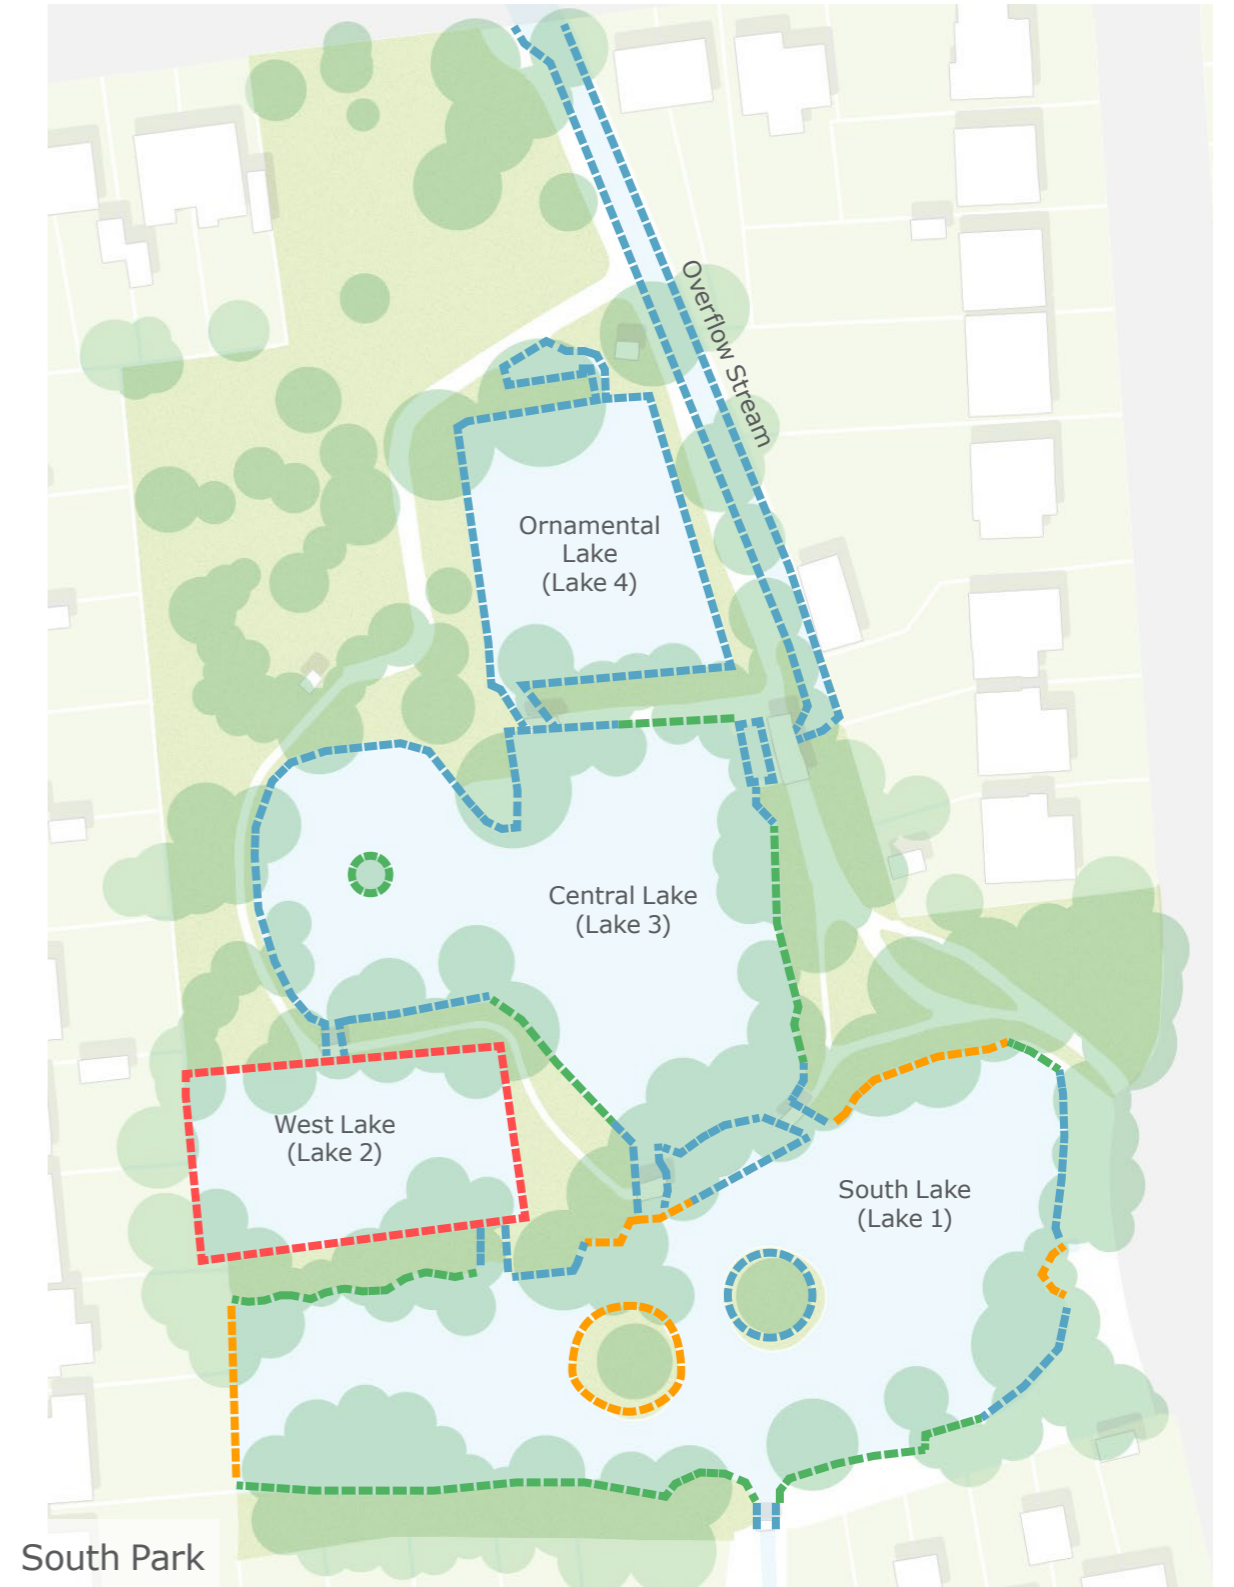 Overflow Stream
Ornamental
Lake
(Lake 4)
Central Lake
(Lake 3)
West Lake
(Lake 2)
South Lake
(Lake 1)
South Park